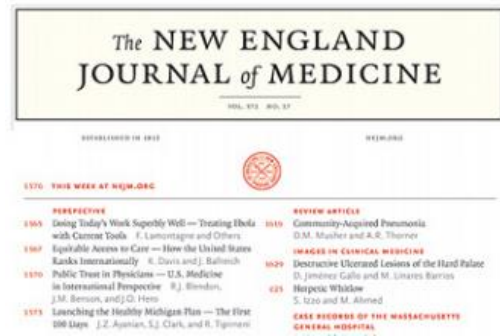 The NEW ENGLAND
JOURNAL of MEDICINE
ESTABLISHED IN 1812
NEJM.ORG
THIS WEEK AT NEJM.ORG
PERSPECTIVE
1565 Doing Today's Work Superbly Well — Treating Ebola
with Current Tools F. Lamontagne and Others
1567 Equitable Access to Care — How the United States
Ranks Internationally K. Davis and J. Ballreich
1570 Public Trust in Physicians — U.S. Medicine
in International Perspective R.J. Blendon,
J.M. Benson, and J.O. Hero
1573 Launching the Healthy Michigan Plan — The First
100 Days J.Z. Ayanian, S.J. Clark, and R. Tipirneni
REVIEW ARTICLE
1619 Community-Acquired Pneumonia
D.M. Musher and A.R. Thorner
IMAGES IN CLINICAL MEDICINE
1629 Destructive Ulcerated Lesions of the Hard Palate
D. Jiménez Gallo and M. Linares Barrios
e25 Herpetic Whitlow
S. Izzo and M. Ahmed
CASE RECORDS OF THE MASSACHUSETTS
GENERAL HOSPITAL